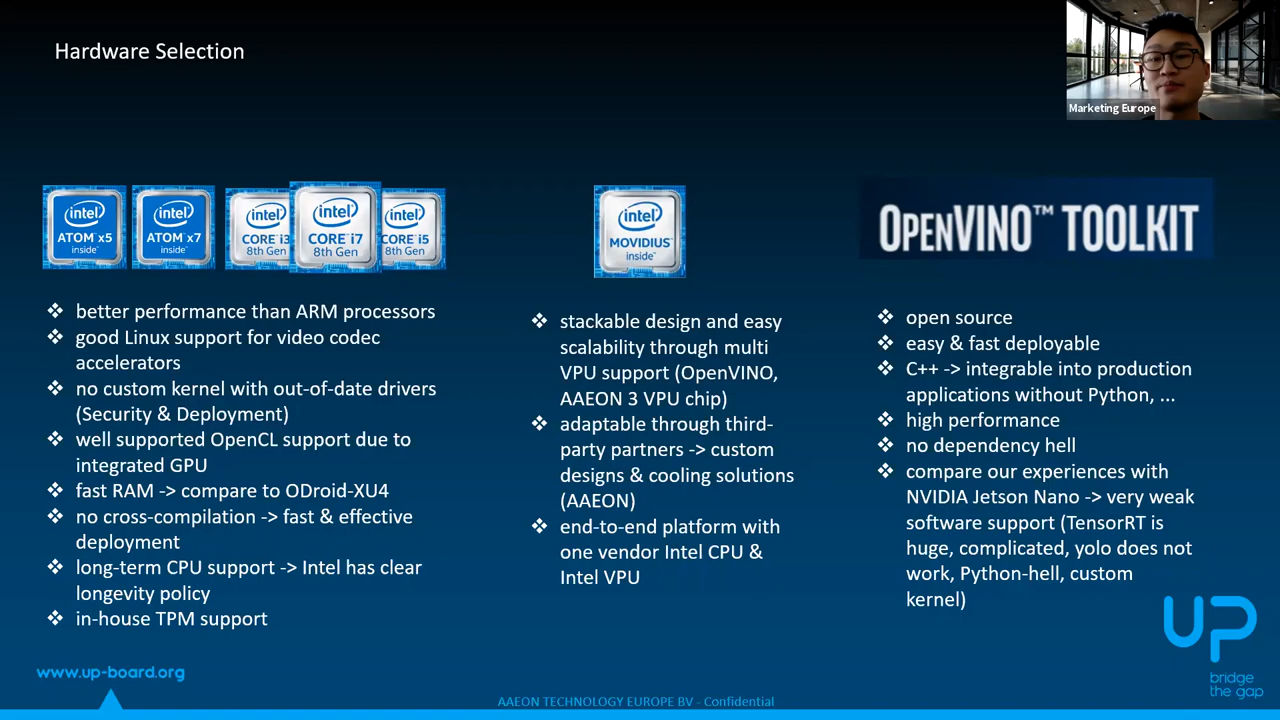 Hardware Selection
Marketing Europe
intel
ATOM x5
inside
intel
ATOM x7
inside
intel
CORE i3
8th Gen
intel
CORE i7
8th Gen
intel
CORE i5
8th Gen
❖ better performance than ARM processors
❖ good Linux support for video codec
accelerators
❖ no custom kernel with out-of-date drivers
(Security & Deployment)
❖ well supported OpenCL support due to
integrated GPU
❖ fast RAM -> compare to ODroid-XU4
❖ no cross-compilation -> fast & effective
deployment
❖ long-term CPU support -> Intel has clear
longevity policy
❖ in-house TPM support
intel
MOVIDIUS™
inside™
❖ stackable design and easy
scalability through multi
VPU support (OpenVINO,
AAEON 3 VPU chip)
❖ adaptable through third-
party partners -> custom
designs & cooling solutions
(AAEON)
❖ end-to-end platform with
one vendor Intel CPU &
Intel VPU
OPENVINO™ TOOLKIT
❖ open source
❖ easy & fast deployable
❖ C++ -> integrable into production
applications without Python, ...
❖ high performance
❖ no dependency hell
❖ compare our experiences with
NVIDIA Jetson Nano -> very weak
software support (TensorRT is
huge, complicated, yolo does not
work, Python-hell, custom
kernel)
UP
bridge
the gap
www.up-board.org
AAEON TECHNOLOGY EUROPE BV - Confidential